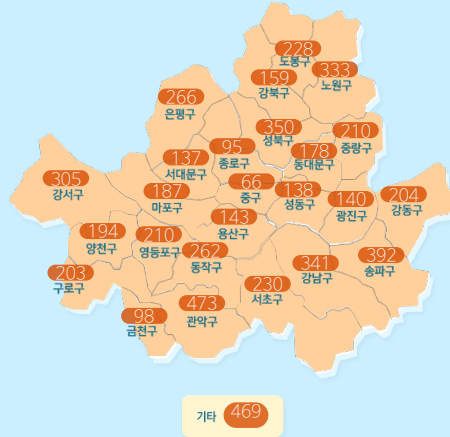 228
도봉구
159
강북구
333
노원구
266
은평구
350
성북구
210
중랑구
95
종로구
178
동대문구
137
서대문구
305
강서구
187
마포구
66
중구
138
성동구
140
광진구
204
강동구
143
용산구
194
양천구
210
영등포구
262
동작구
392
송파구
341
강남구
203
구로구
230
서초구
473
관악구
98
금천구
기타 469